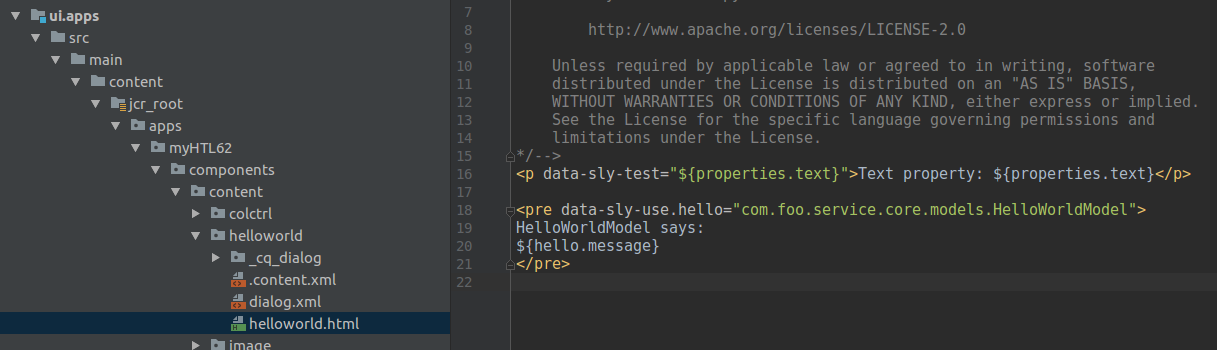 ui.apps
src
main
content
jcr_root
apps
myHTL62
components
content
colctrl
helloworld
_cq_dialog
.content.xml
dialog.xml
helloworld.html
image
7
8 http://www.apache.org/licenses/LICENSE-2.0
9
10 Unless required by applicable law or agreed to in writing, software
11 distributed under the License is distributed on an "AS IS" BASIS,
12 WITHOUT WARRANTIES OR CONDITIONS OF ANY KIND, either express or implied.
13 See the License for the specific language governing permissions and
14 limitations under the License.
15 */-->
16 <p data-sly-test="${properties.text}">Text property: ${properties.text}</p>
17
18 <pre data-sly-use.hello="com.foo.service.core.models.HelloWorldModel">
19 HelloWorldModel says:
20 ${hello.message}
21 </pre>
22